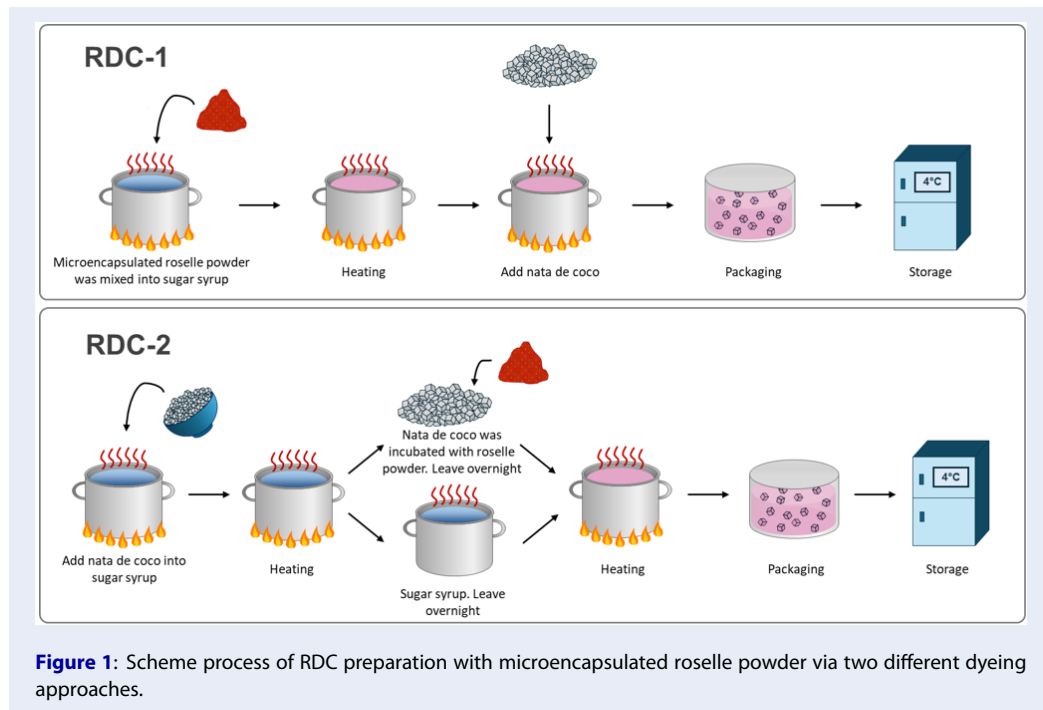 RDC-1
4°C
Microencapsulated roselle powder
was mixed into sugar syrup
Heating
Add nata de coco
Packaging
Storage
RDC-2
Nata de coco was
incubated with roselle
powder. Leave overnight
4°C
Add nata de coco into
sugar syrup
Heating
Sugar syrup. Leave
overnight
Heating
Packaging
Storage
Figure 1: Scheme process of RDC preparation with microencapsulated roselle powder via two different dyeing
approaches.